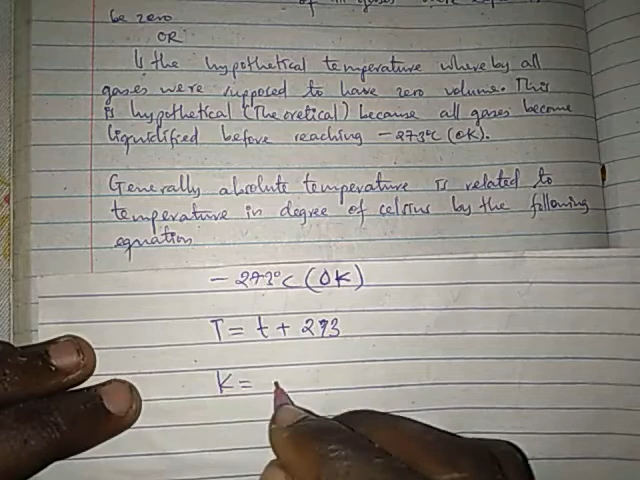 be zero
OR
Is the hypothetical temperature whereby all
gases were supposed to have zero volume. This
is hypothetical (Theoretical) because all gases become
liquidified before reaching -273°C (0K).
Generally absolute temperature is related to
temperature in degree of celsius by the following
equation
-273°C (0K)
T = t + 273
K =